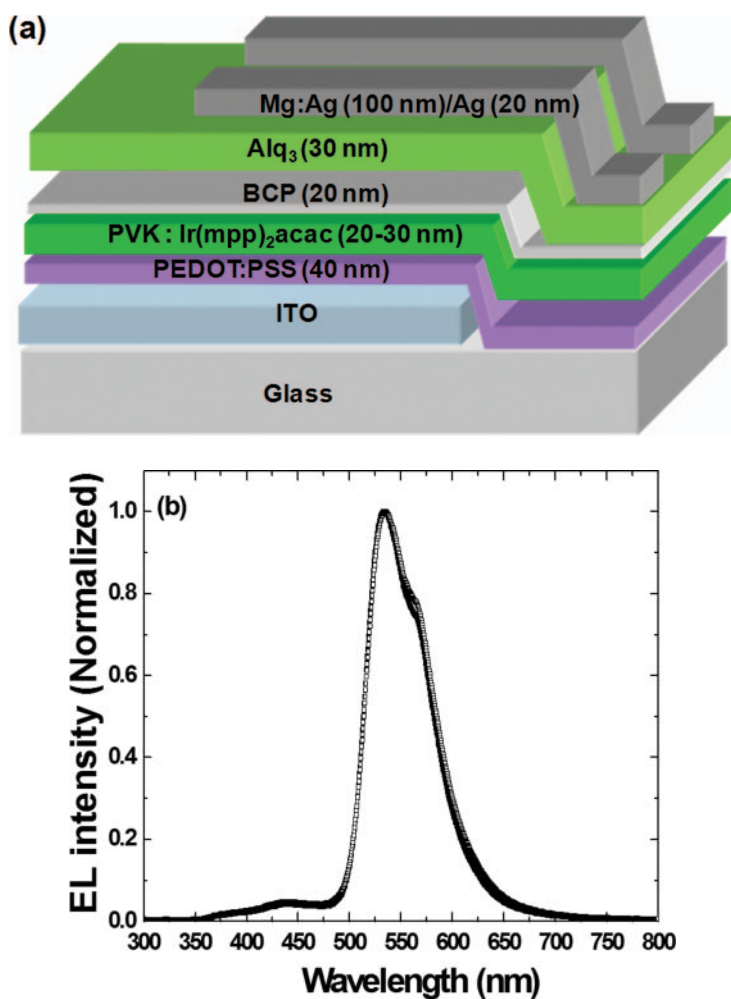 (a)
Mg:Ag (100 nm)/Ag (20 nm)
Alq₃ (30 nm)
BCP (20 nm)
PVK : Ir(mpp)₂acac (20-30 nm)
PEDOT:PSS (40 nm)
ITO
Glass
(b)
EL intensity (Normalized)
1.0
0.8
0.6
0.4
0.2
0.0
300 350 400 450 500 550 600 650 700 750 800
Wavelength (nm)